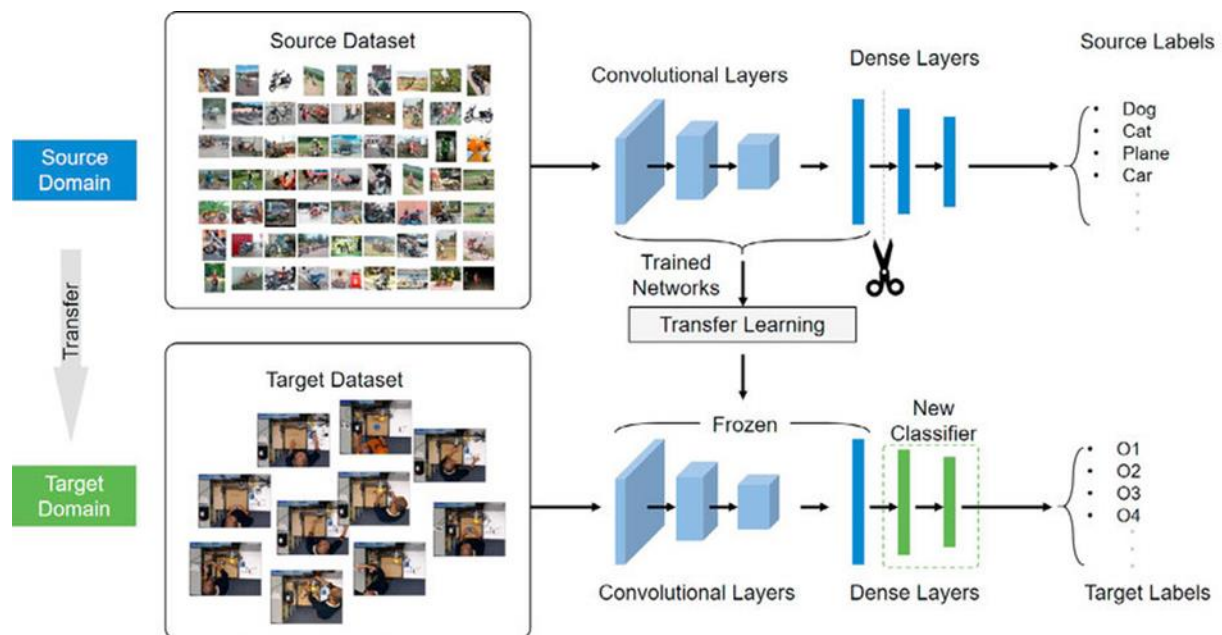 Source Dataset
Convolutional Layers
Dense Layers
Source Labels
• Dog
• Cat
• Plane
• Car
Source
Domain
Trained
Networks
Transfer Learning
Transfer
Target Dataset
Frozen
New
Classifier
• O1
• O2
• O3
• O4
Target
Domain
Convolutional Layers
Dense Layers
Target Labels